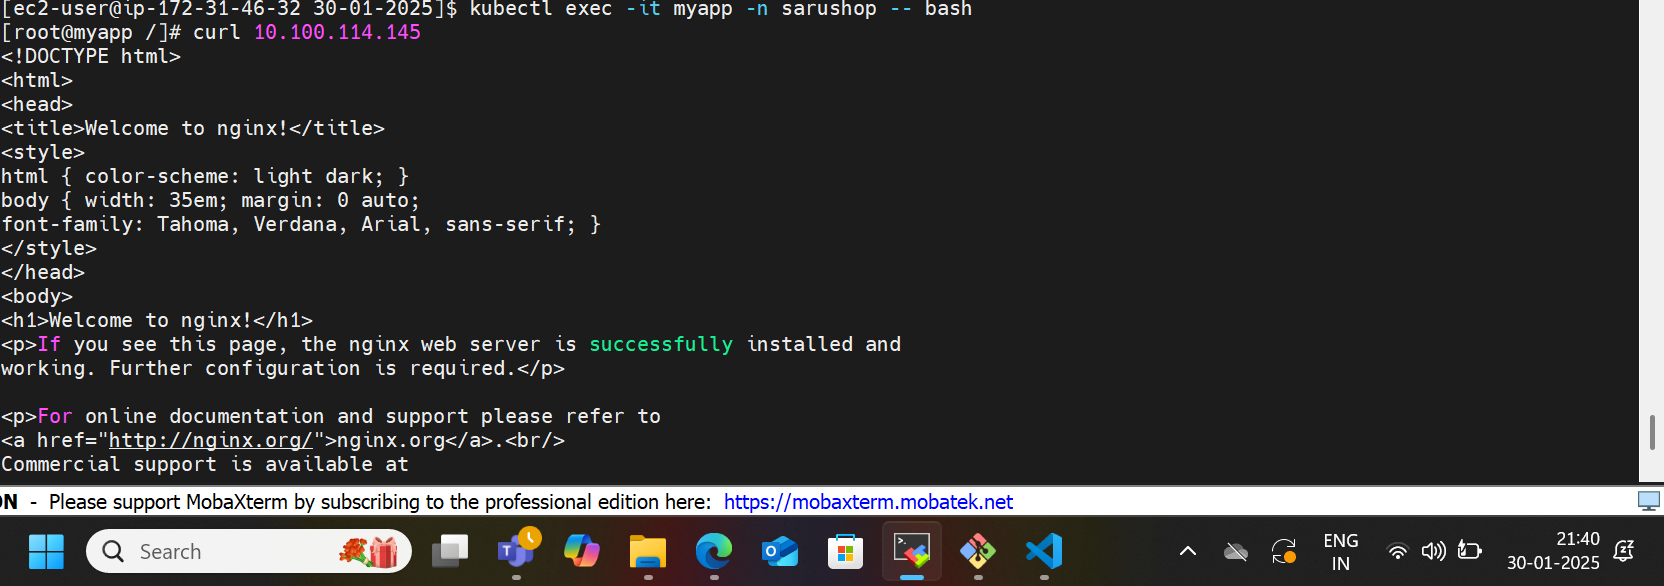 [ec2-user@ip-172-31-46-32 30-01-2025]$ kubectl exec -it myapp -n sarushop -- bash
[root@myapp /]# curl 10.100.114.145
<!DOCTYPE html>
<html>
<head>
<title>Welcome to nginx!</title>
<style>
html { color-scheme: light dark; }
body { width: 35em; margin: 0 auto;
font-family: Tahoma, Verdana, Arial, sans-serif; }
</style>
</head>
<body>
<h1>Welcome to nginx!</h1>
<p>If you see this page, the nginx web server is successfully installed and
working. Further configuration is required.</p>

<p>For online documentation and support please refer to
<a href="http://nginx.org/">nginx.org</a>.<br/>
Commercial support is available at
ON - Please support MobaXterm by subscribing to the professional edition here: https://mobaxterm.mobatek.net
Search
ENG
IN
21:40
30-01-2025